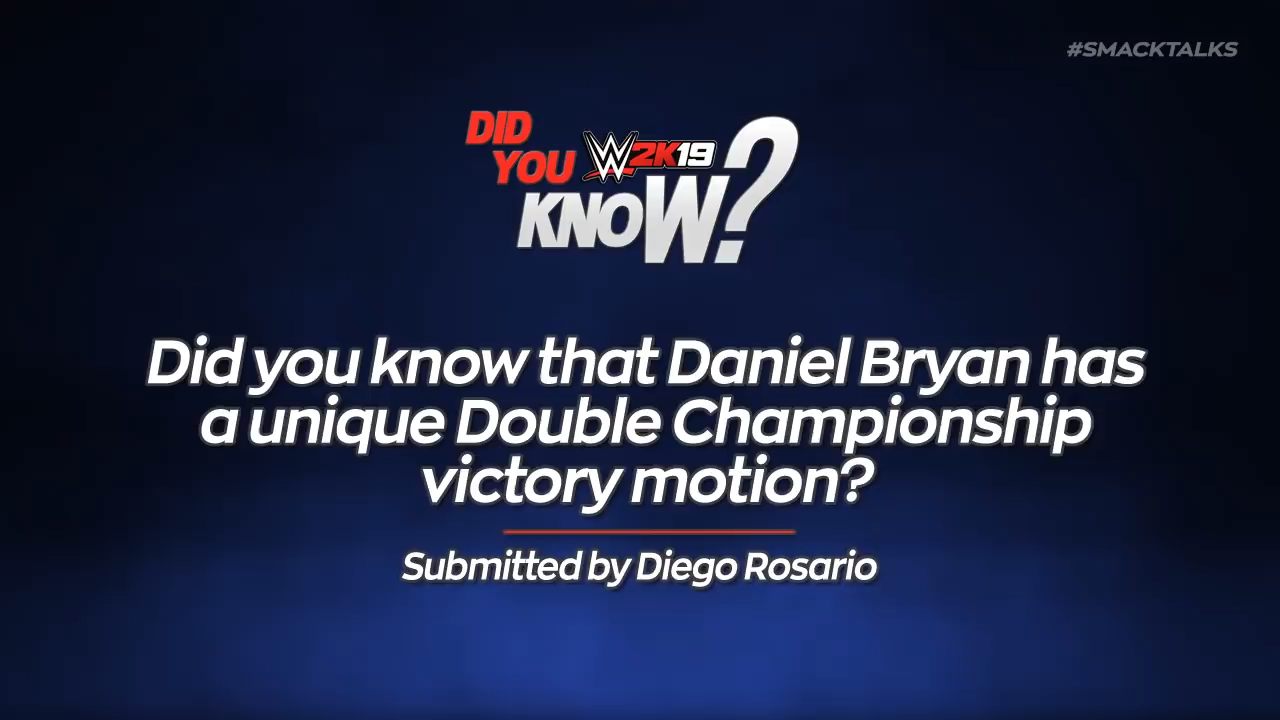 #SMACKTALKS
DID
YOU W 2K19
KNOW?
Did you know that Daniel Bryan has
a unique Double Championship
victory motion?
Submitted by Diego Rosario